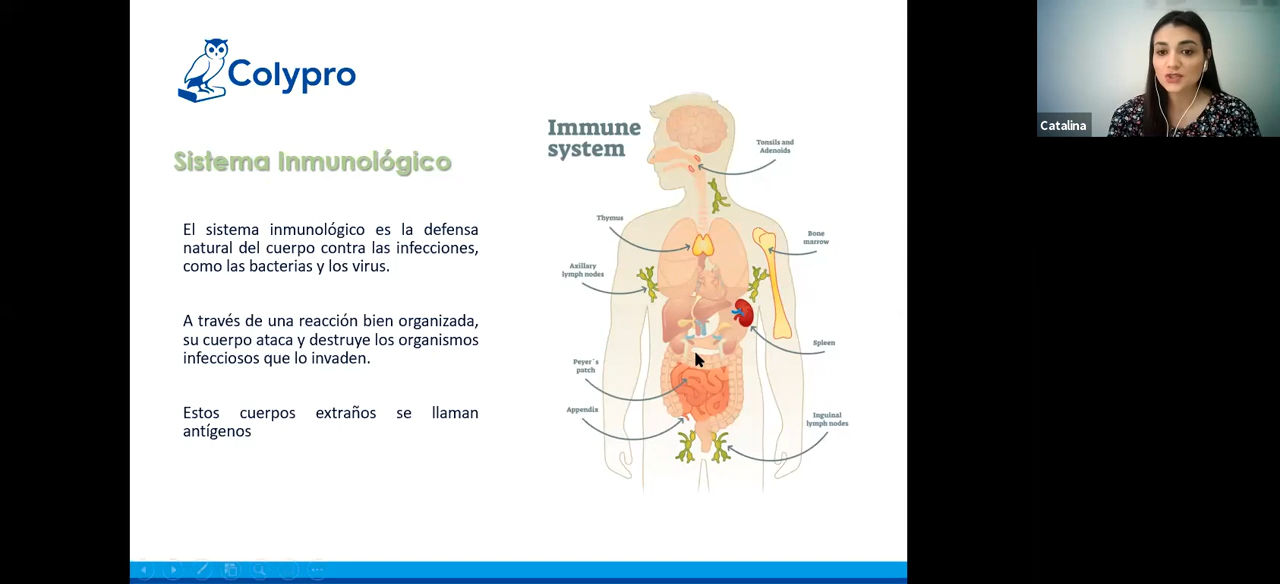 Colypro
Sistema Inmunológico
El sistema inmunológico es la defensa
natural del cuerpo contra las infecciones,
como las bacterias y los virus.
A través de una reacción bien organizada,
su cuerpo ataca y destruye los organismos
infecciosos que lo invaden.
Estos cuerpos extraños se llaman
antígenos
Immune
system
Tonsils and
Adenoids
Thymus
Bone
marrow
Axillary
lymph nodes
Spleen
Peyer´s
patch
Appendix
Inguinal
lymph nodes
Catalina